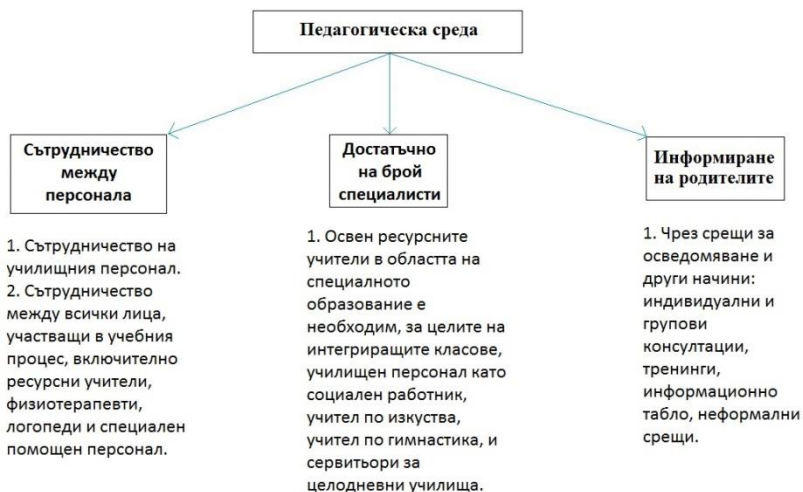 Педагогическа среда
Сътрудничество
между
персонала
1. Сътрудничество на
училищния персонал.
2. Сътрудничество
между всички лица,
участващи в учебния
процес, включително
ресурсни учители,
физиотерапевти,
логопеди и специален
помощен персонал.
Достатъчно
на брой
специалисти
1. Освен ресурсните
учители в областта на
специалното
образование е
необходим, за целите на
интегриращите класове,
училищен персонал като
социален работник,
учител по изкуства,
учител по гимнастика, и
сервитьори за
целодневни училища.
Информиране
на родителите
1. Чрез срещи за
осведомяване и
други начини:
индивидуални и
групови
консултации,
тренинги,
информационно
табло, неформални
срещи.